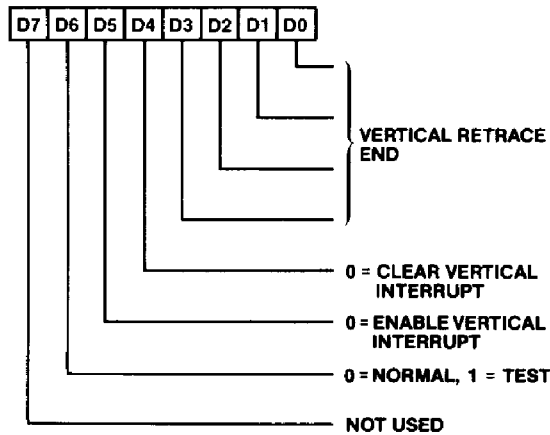 D7 D6 D5 D4 D3 D2 D1 D0
VERTICAL RETRACE
END
0 = CLEAR VERTICAL
INTERRUPT
0 = ENABLE VERTICAL
INTERRUPT
0 = NORMAL, 1 = TEST
NOT USED